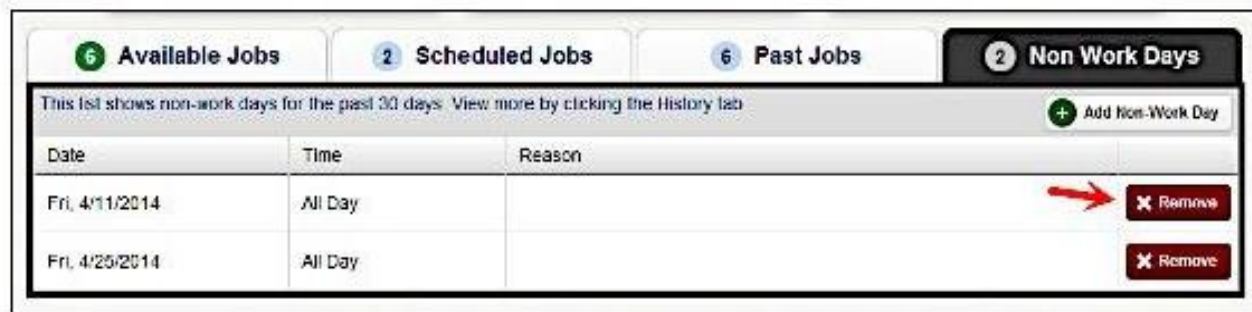 6 Available Jobs 2 Scheduled Jobs 6 Past Jobs 2 Non Work Days
This list shows non-work days for the past 30 days. View more by clicking the History tab + Add Non-Work Day
Date Time Reason
Fri, 4/11/2014 All Day X Remove
Fri, 4/25/2014 All Day X Remove